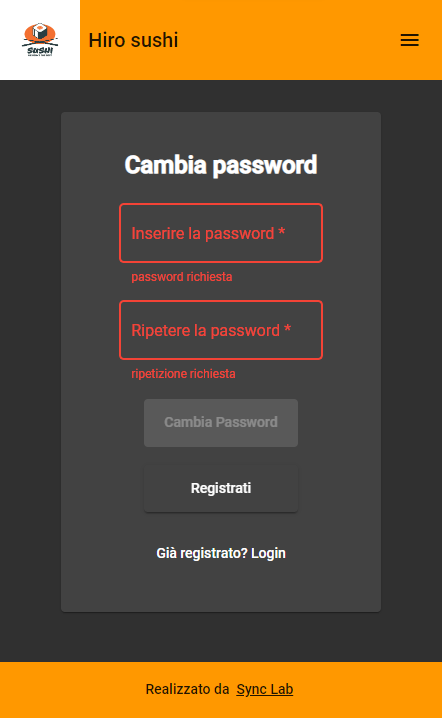 SUSHI
Hiro sushi
Cambia password
Inserire la password *
password richiesta
Ripetere la password *
ripetizione richiesta
Cambia Password
Registrati
Già registrato? Login
Realizzato da Sync Lab